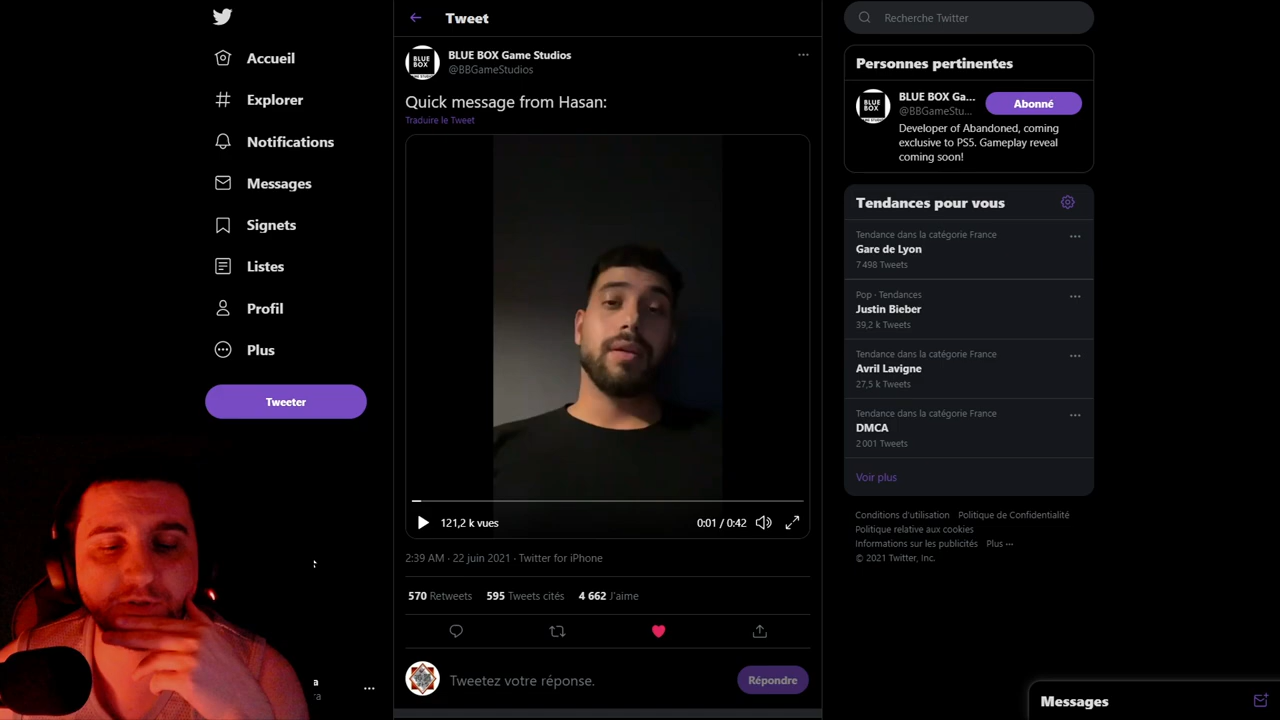 Accueil
Explorer
Notifications
Messages
Signets
Listes
Profil
Plus
Tweeter
Tweet
BLUE BOX
BLUE BOX Game Studios
@BBGameStudios
Quick message from Hasan:
Traduire le Tweet
121,2 k vues
0:01 / 0:42
2:39 AM · 22 juin 2021 · Twitter for iPhone
570 Retweets 595 Tweets cités 4 662 J'aime
Tweetez votre réponse.
Répondre
Recherche Twitter
Personnes pertinentes
BLUE BOX
BLUE BOX Ga...
@BBGameStu...
Abonné
Developer of Abandoned, coming
exclusive to PS5. Gameplay reveal
coming soon!
Tendances pour vous
Tendance dans la catégorie France
Gare de Lyon
7 498 Tweets
Pop · Tendances
Justin Bieber
39,2 k Tweets
Tendance dans la catégorie France
Avril Lavigne
27,5 k Tweets
Tendance dans la catégorie France
DMCA
2 001 Tweets
Voir plus
Conditions d'utilisation Politique de Confidentialité
Politique relative aux cookies
Informations sur les publicités Plus ···
© 2021 Twitter, Inc.
Messages